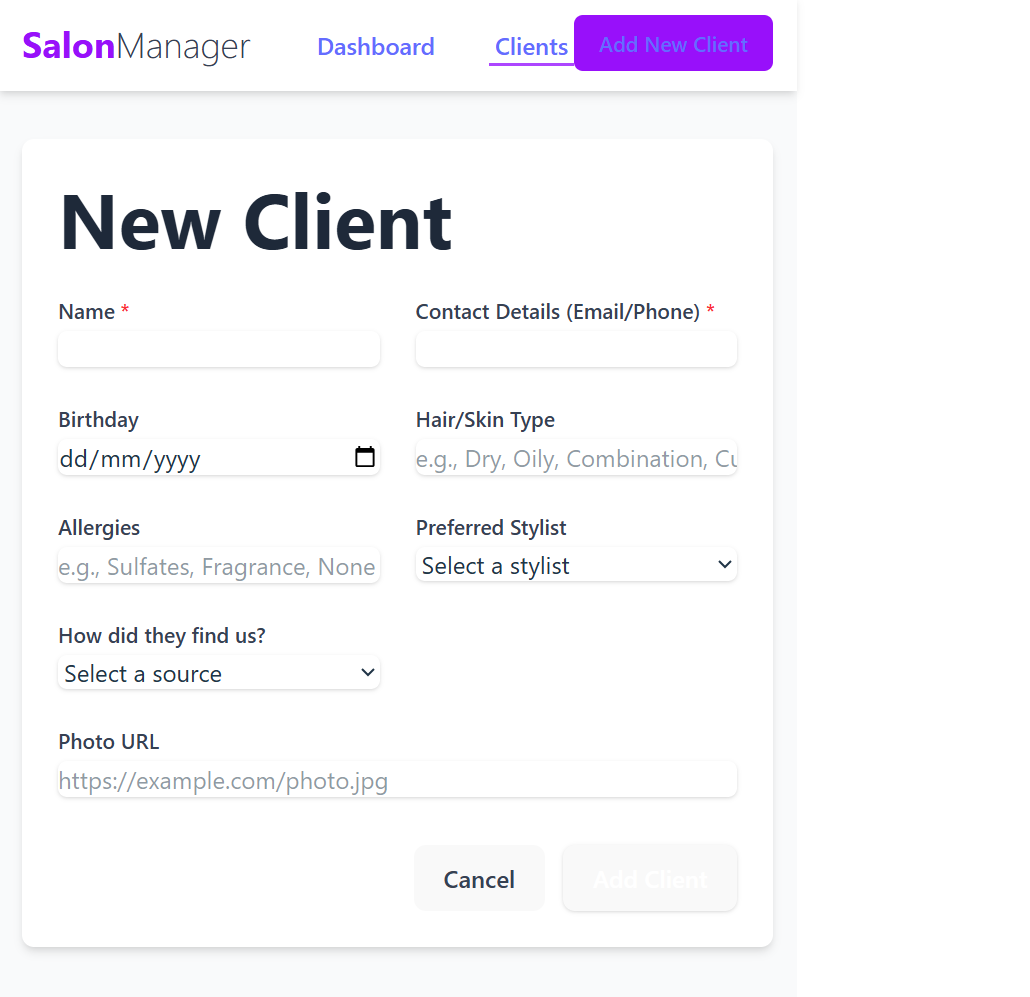 SalonManager Dashboard Clients Add New Client
New Client
Name * Contact Details (Email/Phone) *
Birthday Hair/Skin Type
dd/mm/yyyy e.g., Dry, Oily, Combination,
Allergies Preferred Stylist
e.g., Sulfates, Fragrance, None Select a stylist
How did they find us?
Select a source
Photo URL
https://example.com/photo.jpg
Cancel Add Client